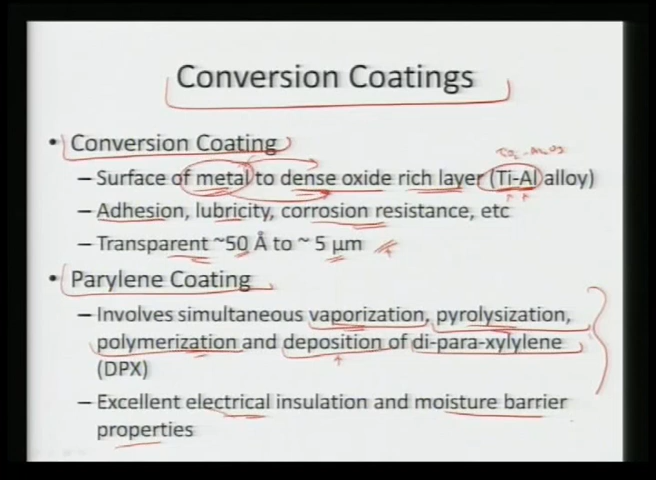 Conversion Coatings
• Conversion Coating
– Surface of metal to dense oxide rich layer (Ti-Al alloy)
– Adhesion, lubricity, corrosion resistance, etc
– Transparent ~50 Å to ~ 5 µm
• Parylene Coating
– Involves simultaneous vaporization, pyrolysization,
polymerization and deposition of di-para-xylylene
(DPX)
– Excellent electrical insulation and moisture barrier
properties